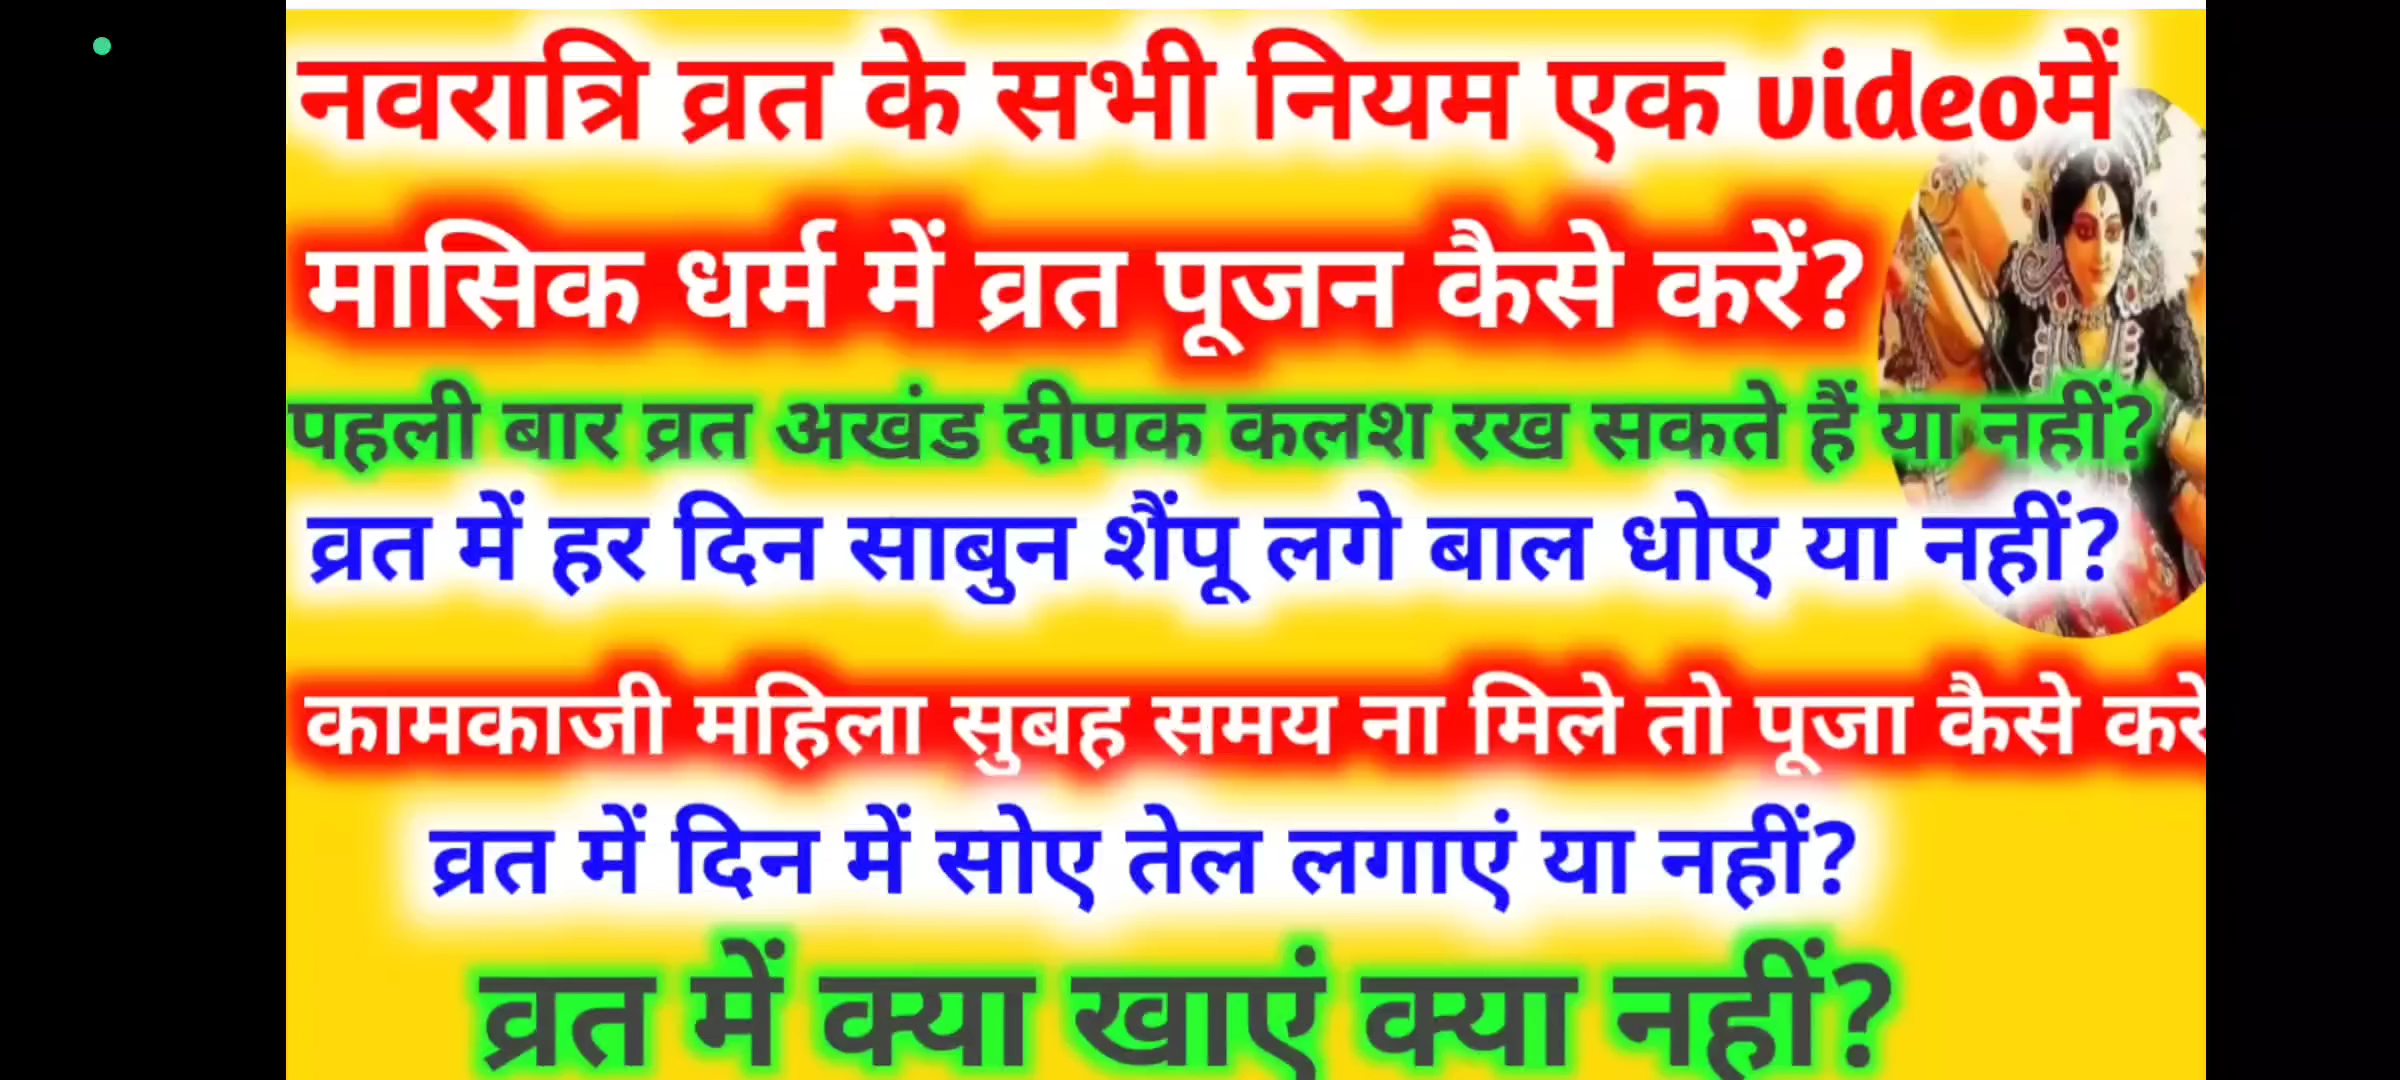 नवरात्रि व्रत के सभी नियम एक videoमें
मासिक धर्म में व्रत पूजन कैसे करें?
पहली बार व्रत अखंड दीपक कलश रख सकते हैं या नहीं?
व्रत में हर दिन साबुन शैंपू लगे बाल धोए या नहीं?
कामकाजी महिला सुबह समय ना मिले तो पूजा कैसे करे
व्रत में दिन में सोए तेल लगाएं या नहीं?
व्रत में क्या खाएं क्या नहीं?